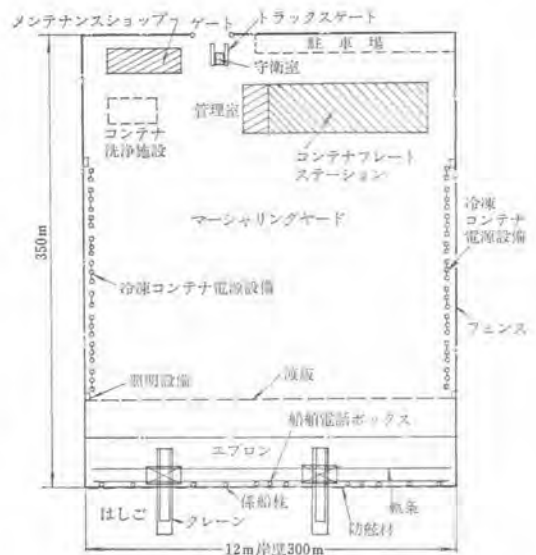 メンテナンスショップ
ゲート
トラックスゲート
駐車場
守衛室
管理室
コンテナ
洗浄施設
コンテナフレート
ステーション
冷凍
コンテナ
電源設備
マーシャリングヤード
350m
冷凍コンテナ電源設備
フェンス
照明設備
船舶電話ボックス
エプロン
はしご
係船柱
軌条
クレーン
防舷材
12m岸壁300m